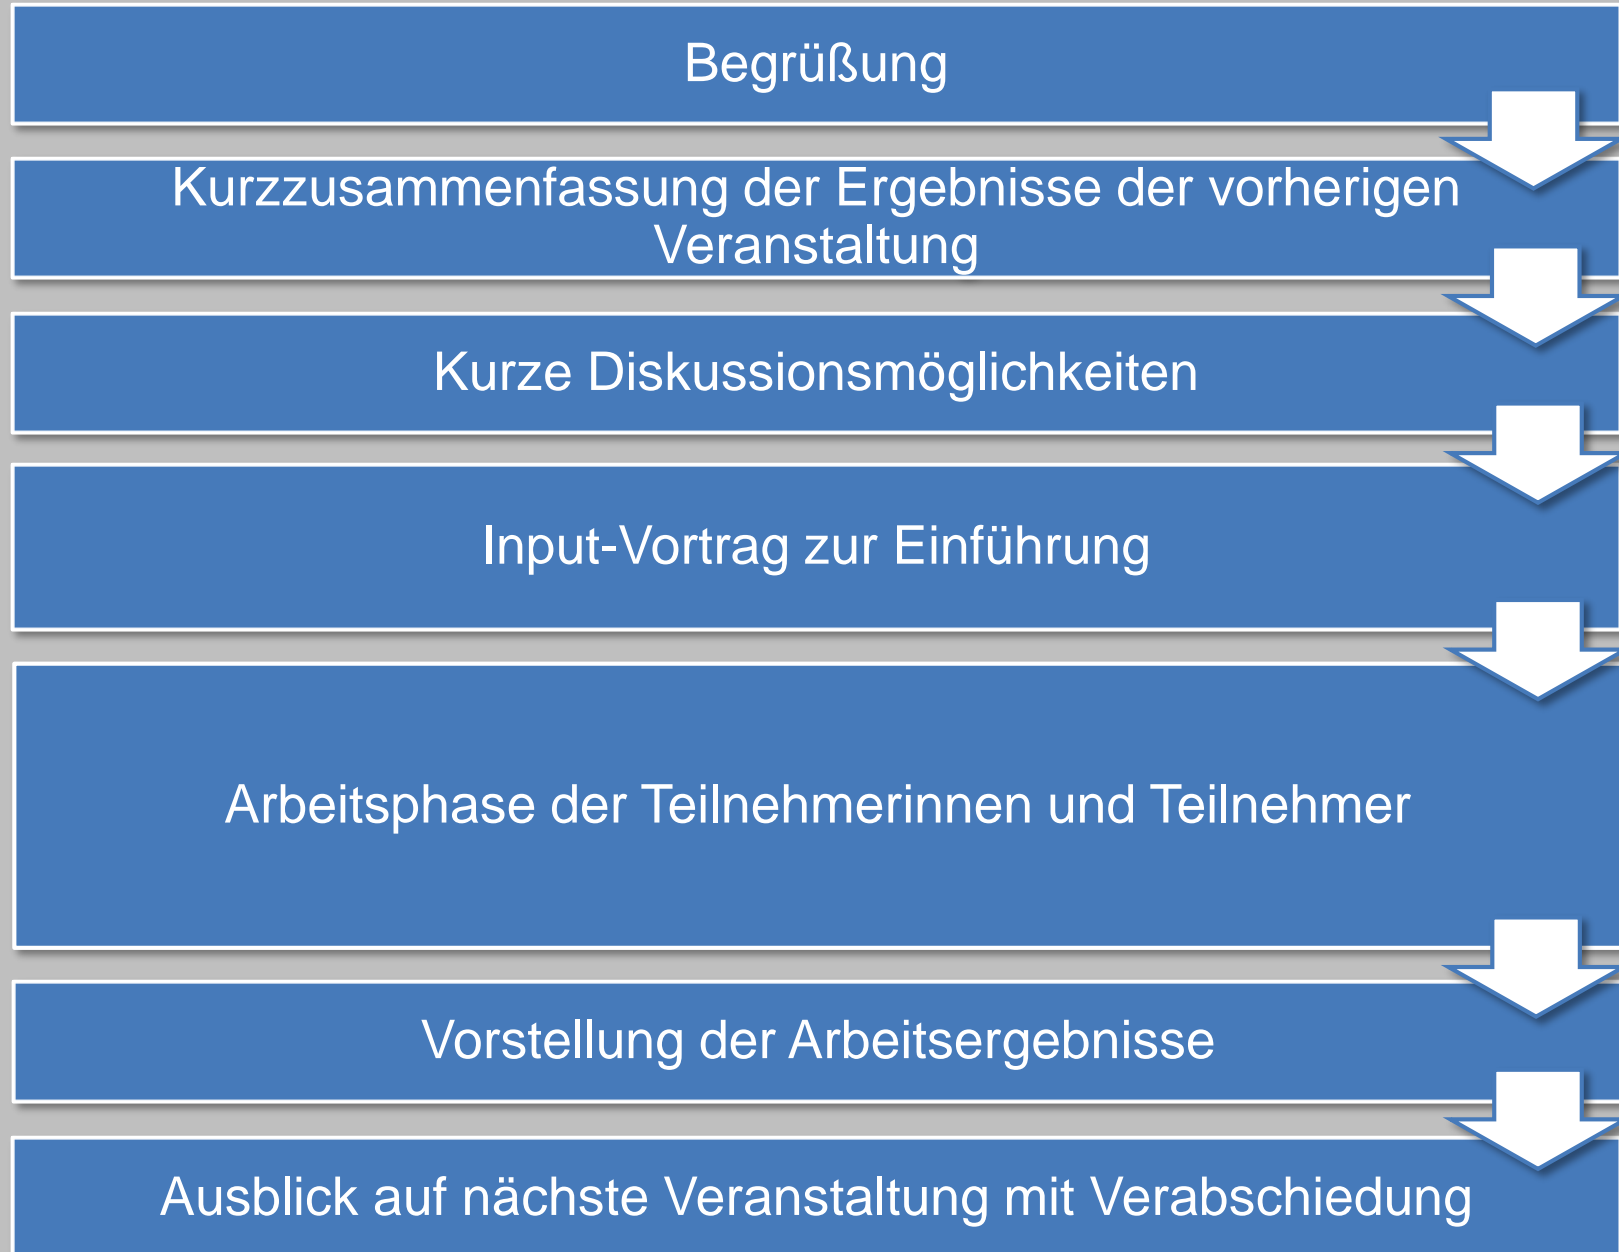 Begrüßung
Kurzzusammenfassung der Ergebnisse der vorherigen
Veranstaltung
Kurze Diskussionsmöglichkeiten
Input-Vortrag zur Einführung
Arbeitsphase der Teilnehmerinnen und Teilnehmer
Vorstellung der Arbeitsergebnisse
Ausblick auf nächste Veranstaltung mit Verabschiedung